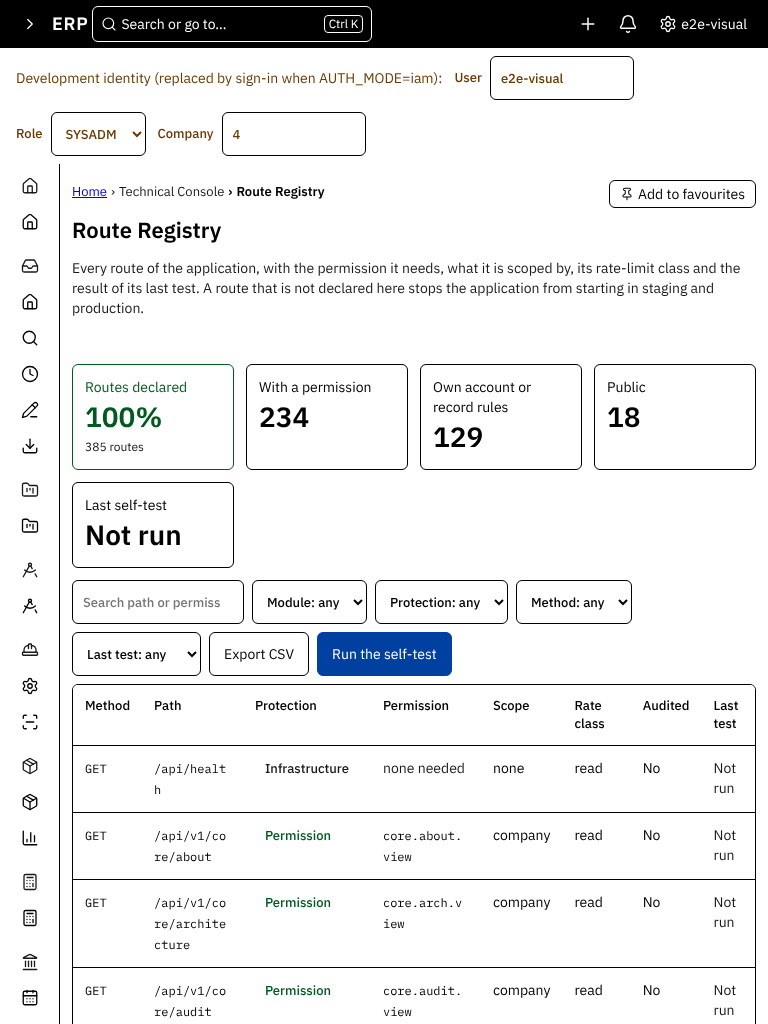 ERP
Search or go to...
Ctrl K
e2e-visual
Development identity (replaced by sign-in when AUTH_MODE=iam):
User
e2e-visual
Role
SYSADM
Company
4
Home › Technical Console › Route Registry
Add to favourites
Route Registry
Every route of the application, with the permission it needs, what it is scoped by, its rate-limit class and the
result of its last test. A route that is not declared here stops the application from starting in staging and
production.
Routes declared
100%
385 routes
With a permission
234
Own account or
record rules
129
Public
18
Last self-test
Not run
Search path or permiss
Module: any
Protection: any
Method: any
Last test: any
Export CSV
Run the self-test
Method Path Protection Permission Scope Rate Audited Last
class test
GET /api/healt Infrastructure none needed none read No Not
h run
GET /api/v1/co Permission core.about. company read No Not
re/about view run
GET /api/v1/co Permission core.arch.v company read No Not
re/archite iew run
cture
GET /api/v1/co Permission core.audit. company read No Not
re/audit view run